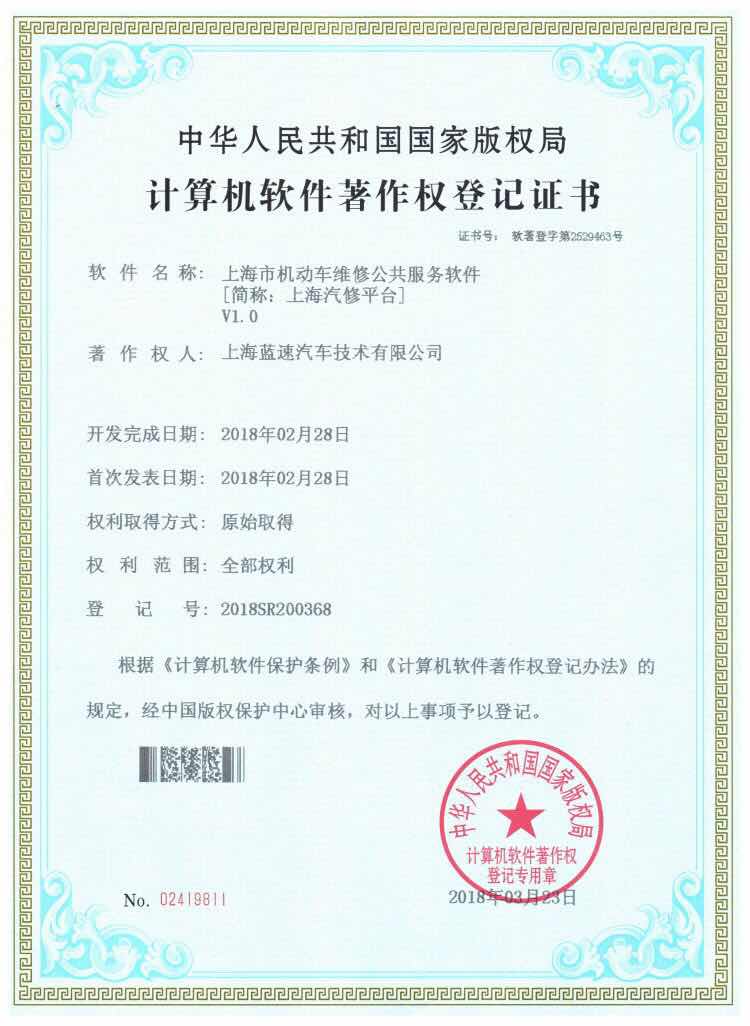 中华人民共和国国家版权局
计算机软件著作权登记证书
证书号： 软著登字第2529463号
软件名称： 上海市机动车维修公共服务软件
[简称：上海汽修平台]
V1.0
著作权人： 上海蓝速汽车技术有限公司
开发完成日期： 2018年02月28日
首次发表日期： 2018年02月28日
权利取得方式： 原始取得
权利范围： 全部权利
登记号： 2018SR200368
根据《计算机软件保护条例》和《计算机软件著作权登记办法》的
规定，经中国版权保护中心审核，对以上事项予以登记。
中华人民共和国国家版权局
计算机软件著作权
登记专用章
No. 02419811
2018年03月23日